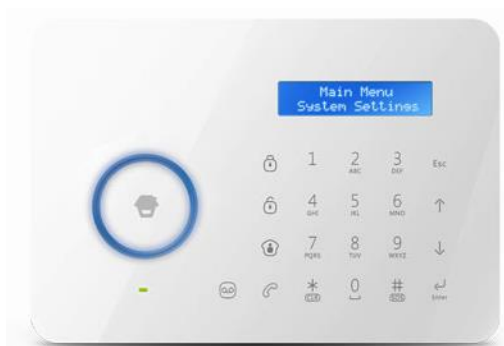 Main Menu
System Settings
1 2 ABC 3 DEF Esc
4 GHI 5 JKL 6 MNO
7 PQRS 8 TUV 9 WXYZ
* 0 # Enter